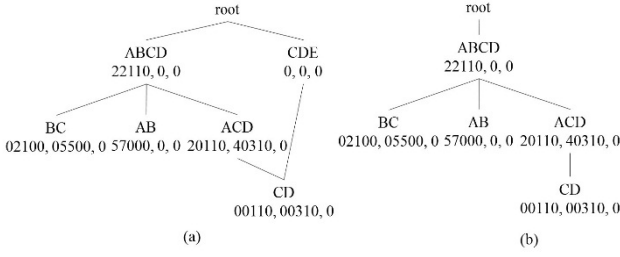 root
ABCD
22110, 0, 0
CDE
0, 0, 0
BC
02100, 05500, 0
AB
57000, 0, 0
ACD
20110, 40310, 0
CD
00110, 00310, 0
(a)
root
ABCD
22110, 0, 0
BC
02100, 05500, 0
AB
57000, 0, 0
ACD
20110, 40310, 0
CD
00110, 00310, 0
(b)